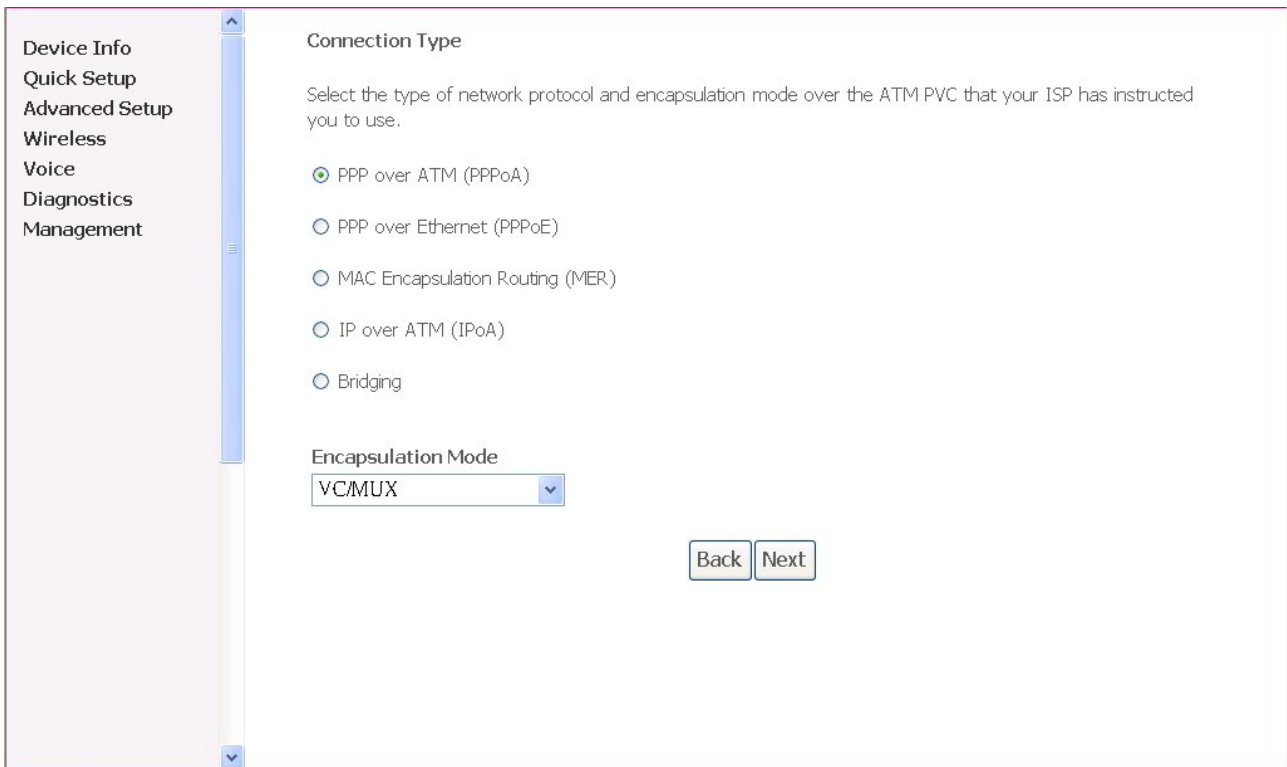 Device Info
Quick Setup
Advanced Setup
Wireless
Voice
Diagnostics
Management
Connection Type
Select the type of network protocol and encapsulation mode over the ATM PVC that your ISP has instructed
you to use.
PPP over ATM (PPPoA)
PPP over Ethernet (PPPoE)
MAC Encapsulation Routing (MER)
IP over ATM (IPoA)
Bridging
Encapsulation Mode
VC/MUX
Back Next